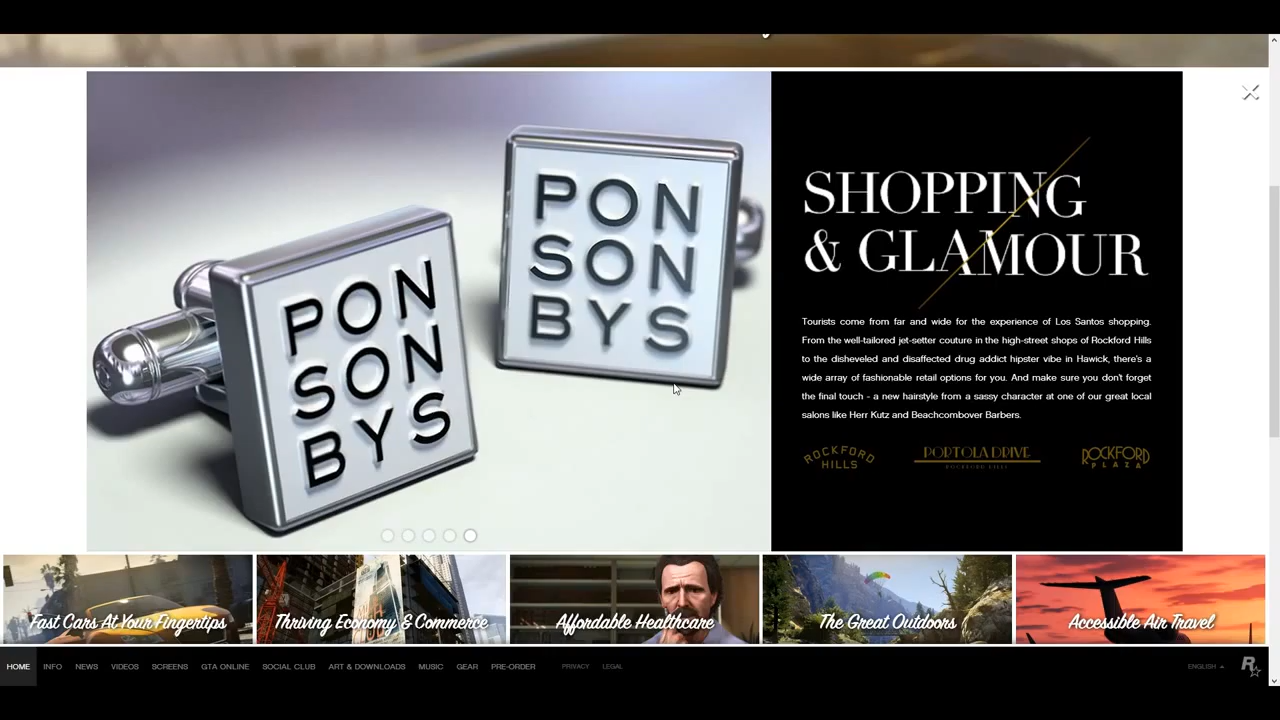 PON
SON
BYS
PON
SON
BYS
SHOPPING
& GLAMOUR
Tourists come from far and wide for the experience of Los Santos shopping.
From the well-tailored jet-setter couture in the high-street shops of Rockford Hills
to the disheveled and disaffected drug addict hipster vibe in Hawick, there's a
wide array of fashionable retail options for you. And make sure you don't forget
the final touch - a new hairstyle from a sassy character at one of our great local
salons like Herr Kutz and Beachcombover Barbers.
ROCKFORD
HILLS
PORTOLA DRIVE
ROCKFORD HILLS
ROCKFORD
PLAZA
Fast Cars At Your Fingertips
Thriving Economy & Commerce
Affordable Healthcare
The Great Outdoors
Accessible Air Travel
HOME INFO NEWS VIDEOS SCREENS GTA ONLINE SOCIAL CLUB ART & DOWNLOADS MUSIC GEAR PRE-ORDER PRIVACY LEGAL ENGLISH R